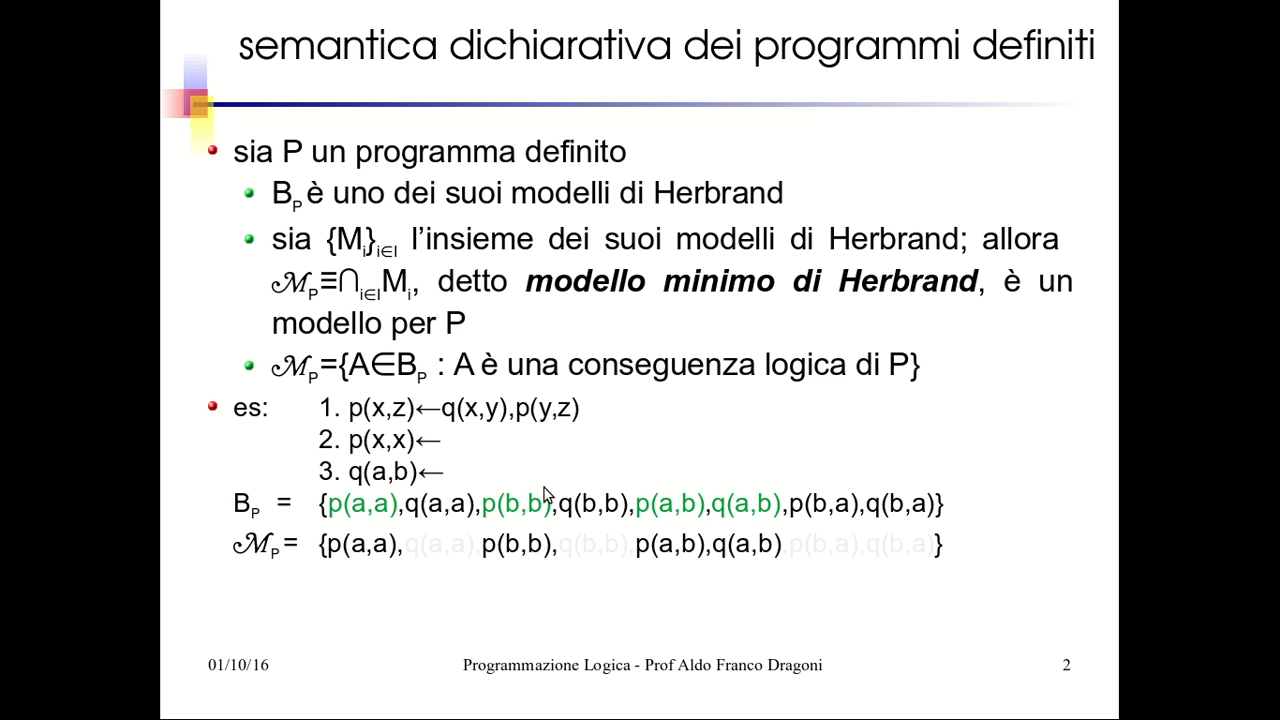 semantica dichiarativa dei programmi definiti
sia P un programma definito
B_P è uno dei suoi modelli di Herbrand
sia {M_i}_i∈I l'insieme dei suoi modelli di Herbrand; allora
ℳ_P≡∩_i∈I M_i, detto modello minimo di Herbrand, è un
modello per P
ℳ_P={A∈B_P : A è una conseguenza logica di P}
es: 1. p(x,z)←q(x,y),p(y,z)
2. p(x,x)←
3. q(a,b)←
B_P = {p(a,a),q(a,a),p(b,b),q(b,b),p(a,b),q(a,b),p(b,a),q(b,a)}
ℳ_P= {p(a,a),q(a,a),p(b,b),q(b,b),p(a,b),q(a,b),p(b,a),q(b,a)}
01/10/16 Programmazione Logica - Prof Aldo Franco Dragoni 2